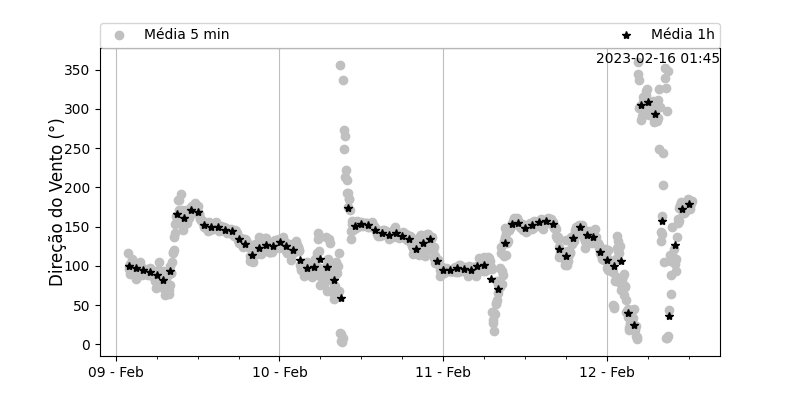 Média 5 min
Média 1h
2023-02-16 01:45
Direção do Vento (°)
350
300
250
200
150
100
50
0
09 - Feb
10 - Feb
11 - Feb
12 - Feb